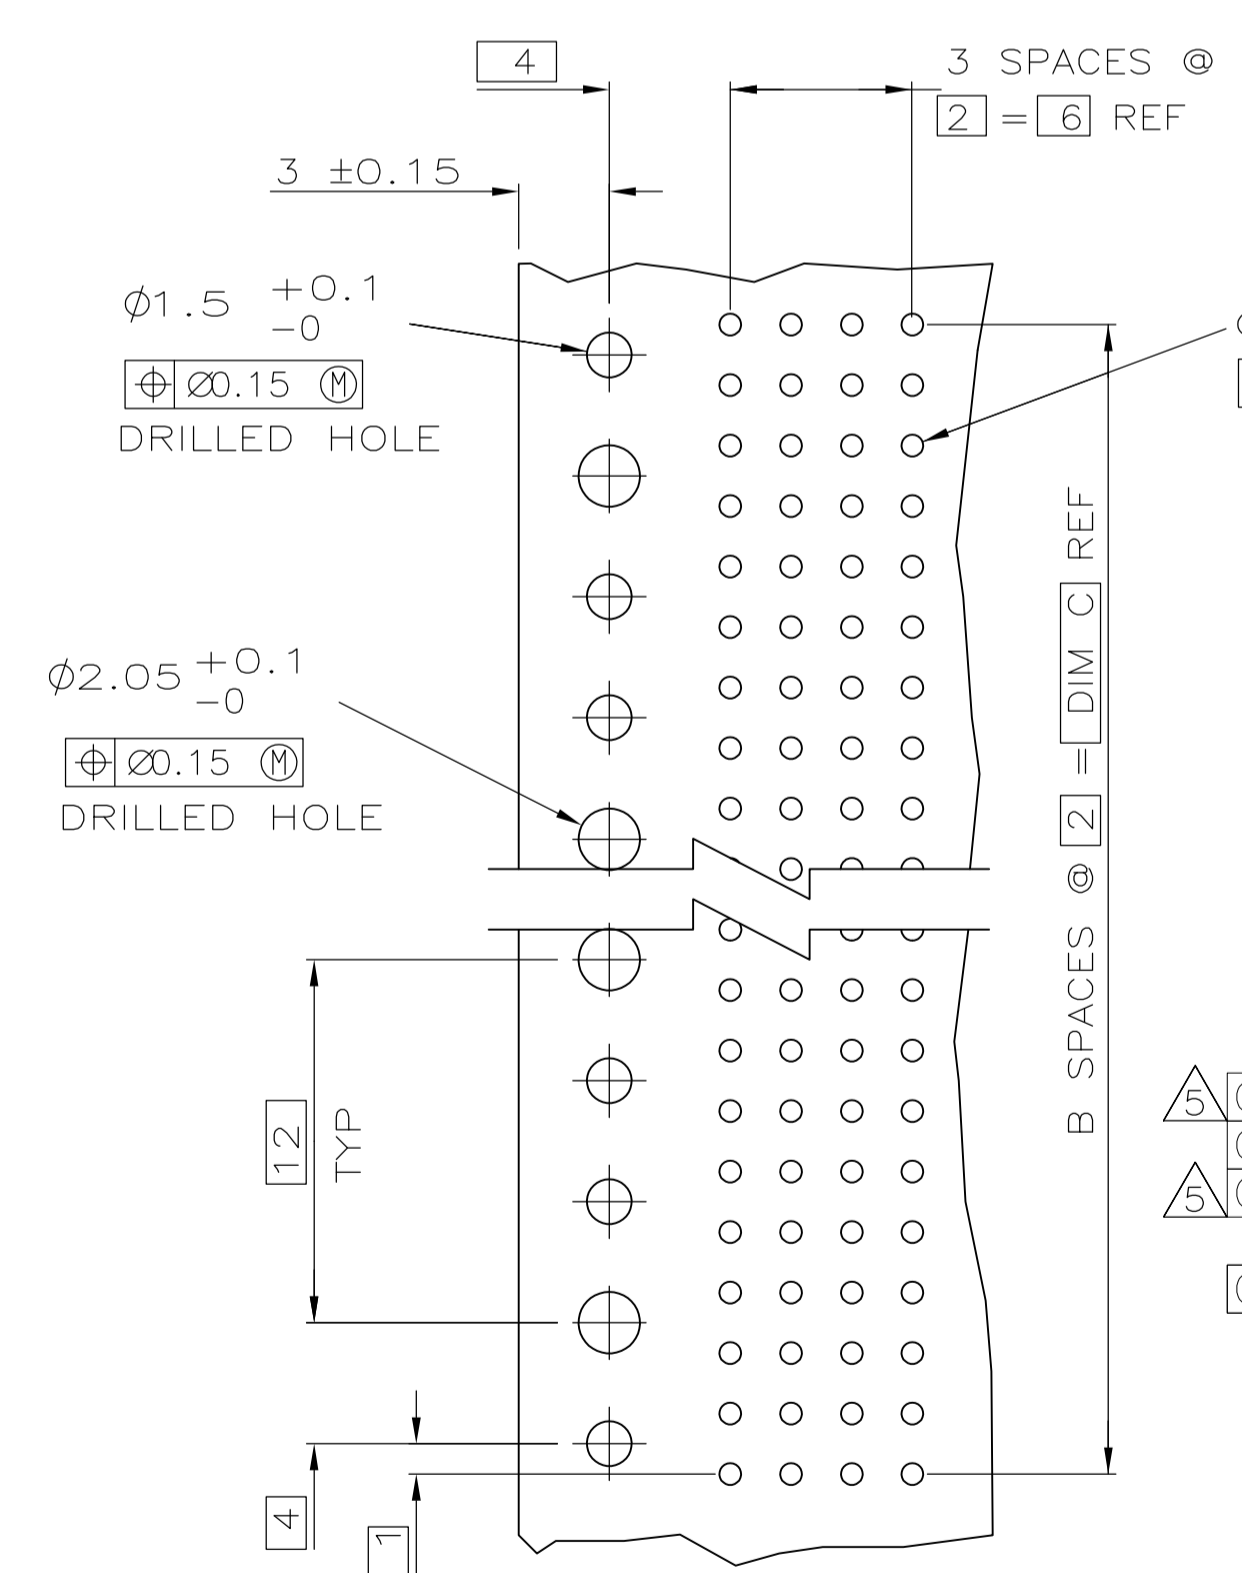 4
3 SPACES @
2 = 6 REF
3 ±0.15
Ø1.5 +0.1
-0
⌖ Ø0.15 Ⓜ
DRILLED HOLE
Ø2.05 +0.1
-0
⌖ Ø0.15 Ⓜ
DRILLED HOLE
B SPACES @ 2 = DIM C REF
12
TYP
5
5
4
1